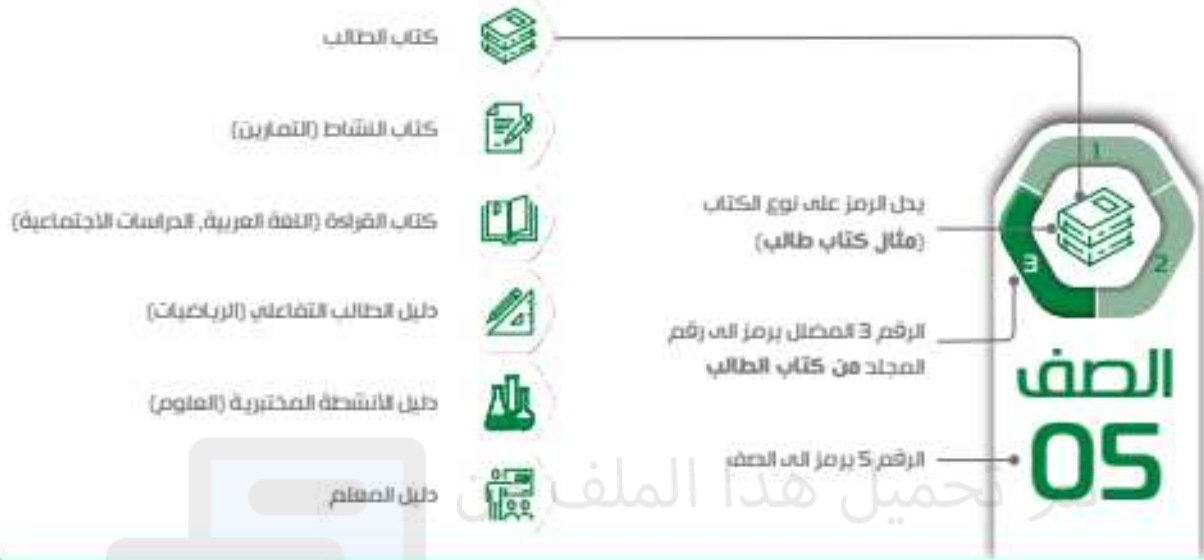 1
2
3
الصف
05
يدل الرمز على نوع الكتاب
(مثال كتاب طالب)
الرقم 3 المضلل يرمز الى رقم
المجلد من كتاب الطالب
الرقم 5 يرمز الى الصف
كتاب الطالب
كتاب النشاط (التمارين)
كتاب القراءة (اللغة العربية, الدراسات الاجتماعية)
دليل الطالب التفاعلي (الرياضيات)
دليل الأنشطة المختبرية (العلوم)
دليل المعلم
تحميل هذا الملف